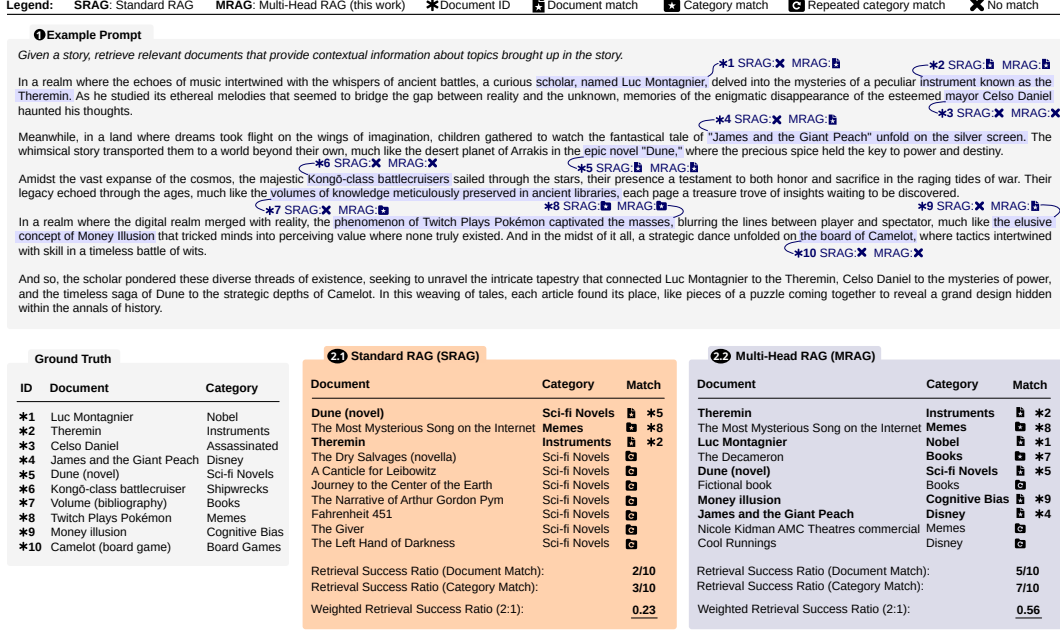 Legend: SRAG: Standard RAG MRAG: Multi-Head RAG (this work) ∗Document ID Document match Category match Repeated category match ✖No match
1 Example Prompt
Given a story, retrieve relevant documents that provide contextual information about topics brought up in the story.
∗1 SRAG:✖ MRAG: ∗2 SRAG: MRAG:
In a realm where the echoes of music intertwined with the whispers of ancient battles, a curious scholar, named Luc Montagnier, delved into the mysteries of a peculiar instrument known as the
Theremin. As he studied its ethereal melodies that seemed to bridge the gap between reality and the unknown, memories of the enigmatic disappearance of the esteemed mayor Celso Daniel
haunted his thoughts. ∗3 SRAG:✖ MRAG:✖
∗4 SRAG:✖ MRAG:
Meanwhile, in a land where dreams took flight on the wings of imagination, children gathered to watch the fantastical tale of "James and the Giant Peach" unfold on the silver screen. The
whimsical story transported them to a world beyond their own, much like the desert planet of Arrakis in the epic novel "Dune," where the precious spice held the key to power and destiny.
∗6 SRAG:✖ MRAG:✖ ∗5 SRAG: MRAG:
Amidst the vast expanse of the cosmos, the majestic Kongō-class battlecruisers sailed through the stars, their presence a testament to both honor and sacrifice in the raging tides of war. Their
legacy echoed through the ages, much like the volumes of knowledge meticulously preserved in ancient libraries, each page a treasure trove of insights waiting to be discovered.
∗7 SRAG:✖ MRAG: ∗8 SRAG: MRAG: ∗9 SRAG:✖ MRAG:
In a realm where the digital realm merged with reality, the phenomenon of Twitch Plays Pokémon captivated the masses, blurring the lines between player and spectator, much like the elusive
concept of Money Illusion that tricked minds into perceiving value where none truly existed. And in the midst of it all, a strategic dance unfolded on the board of Camelot, where tactics intertwined
with skill in a timeless battle of wits. ∗10 SRAG:✖ MRAG:✖
And so, the scholar pondered these diverse threads of existence, seeking to unravel the intricate tapestry that connected Luc Montagnier to the Theremin, Celso Daniel to the mysteries of power,
and the timeless saga of Dune to the strategic depths of Camelot. In this weaving of tales, each article found its place, like pieces of a puzzle coming together to reveal a grand design hidden
within the annals of history.
Ground Truth
ID Document Category
∗1 Luc Montagnier Nobel
∗2 Theremin Instruments
∗3 Celso Daniel Assassinated
∗4 James and the Giant Peach Disney
∗5 Dune (novel) Sci-fi Novels
∗6 Kongō-class battlecruiser Shipwrecks
∗7 Volume (bibliography) Books
∗8 Twitch Plays Pokémon Memes
∗9 Money illusion Cognitive Bias
∗10 Camelot (board game) Board Games
2.1 Standard RAG (SRAG)
Document Category Match
Dune (novel) Sci-fi Novels ∗5
The Most Mysterious Song on the Internet Memes ∗8
Theremin Instruments ∗2
The Dry Salvages (novella) Sci-fi Novels
A Canticle for Leibowitz Sci-fi Novels
Journey to the Center of the Earth Sci-fi Novels
The Narrative of Arthur Gordon Pym Sci-fi Novels
Fahrenheit 451 Sci-fi Novels
The Giver Sci-fi Novels
The Left Hand of Darkness Sci-fi Novels
Retrieval Success Ratio (Document Match): 2/10
Retrieval Success Ratio (Category Match): 3/10
Weighted Retrieval Success Ratio (2:1): 0.23
2.2 Multi-Head RAG (MRAG)
Document Category Match
Theremin Instruments ∗2
The Most Mysterious Song on the Internet Memes ∗8
Luc Montagnier Nobel ∗1
The Decameron Books ∗7
Dune (novel) Sci-fi Novels ∗5
Fictional book Books
Money illusion Cognitive Bias ∗9
James and the Giant Peach Disney ∗4
Nicole Kidman AMC Theatres commercial Memes
Cool Runnings Disney
Retrieval Success Ratio (Document Match): 5/10
Retrieval Success Ratio (Category Match): 7/10
Weighted Retrieval Success Ratio (2:1): 0.56